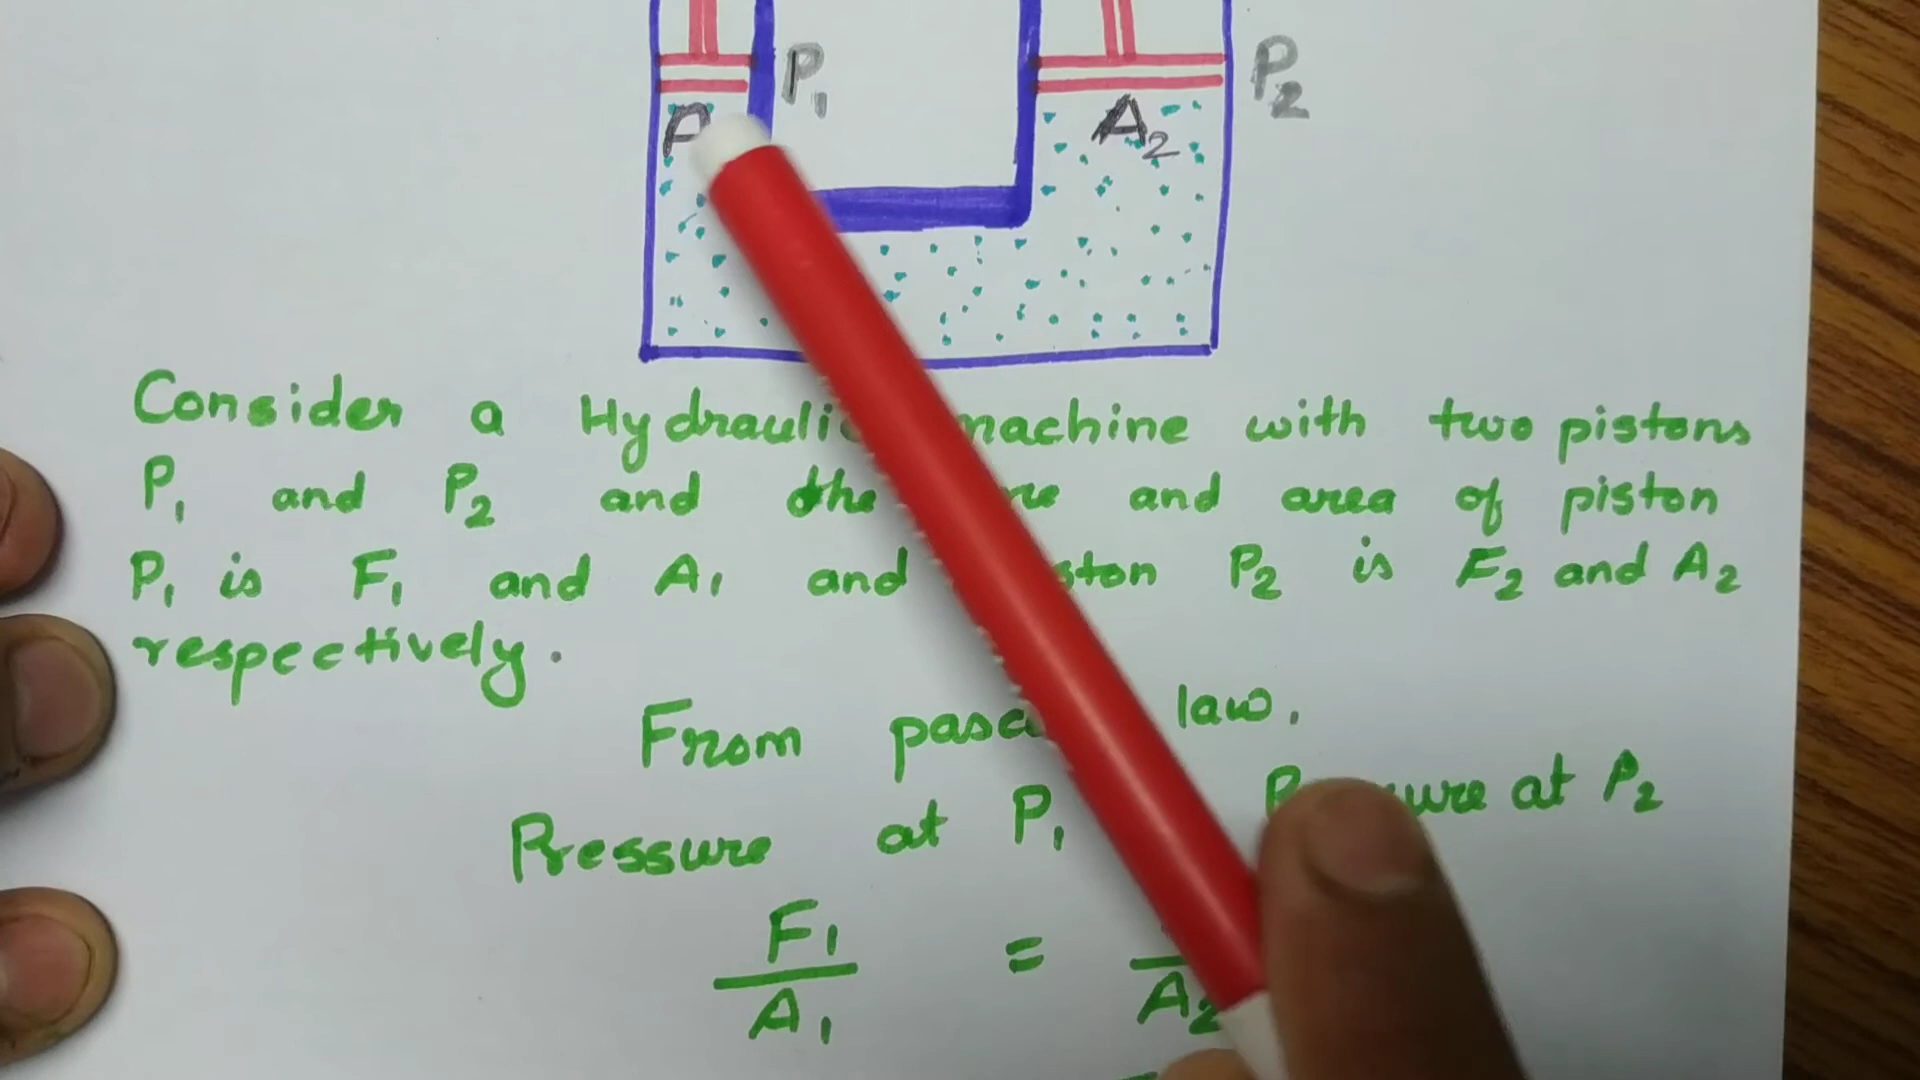 P₁ P₂
A₂
Consider a Hydraulic machine with two pistons
P₁ and P₂ and the and area of piston
P₁ is F₁ and A₁ and P₂ is F₂ and A₂
respectively.
From law.
Pressure at P₁ Pressure at P₂
F₁ =
A₁ A₂